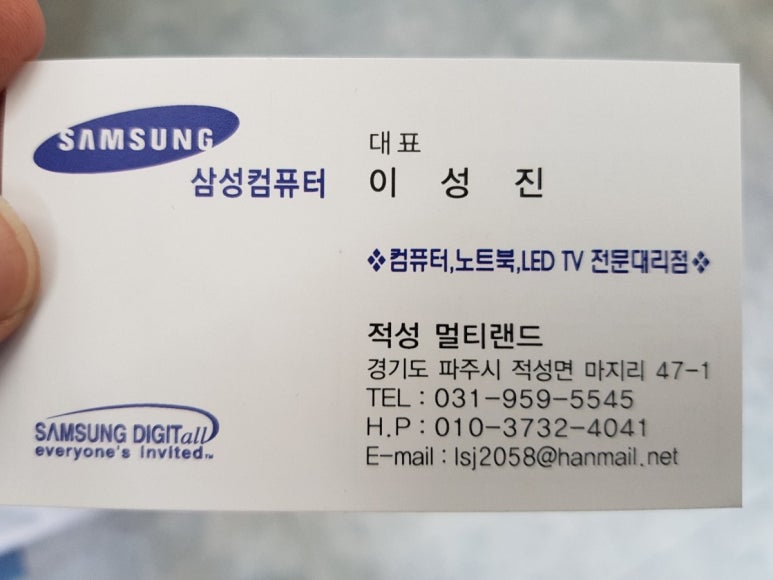 SAMSUNG
삼성컴퓨터
대표
이 성 진
❖컴퓨터,노트북,LED TV 전문대리점❖
적성 멀티랜드
경기도 파주시 적성면 마지리 47-1
TEL : 031-959-5545
H.P : 010-3732-4041
E-mail : lsj2058@hanmail.net
SAMSUNG DIGITall
everyone's invited™